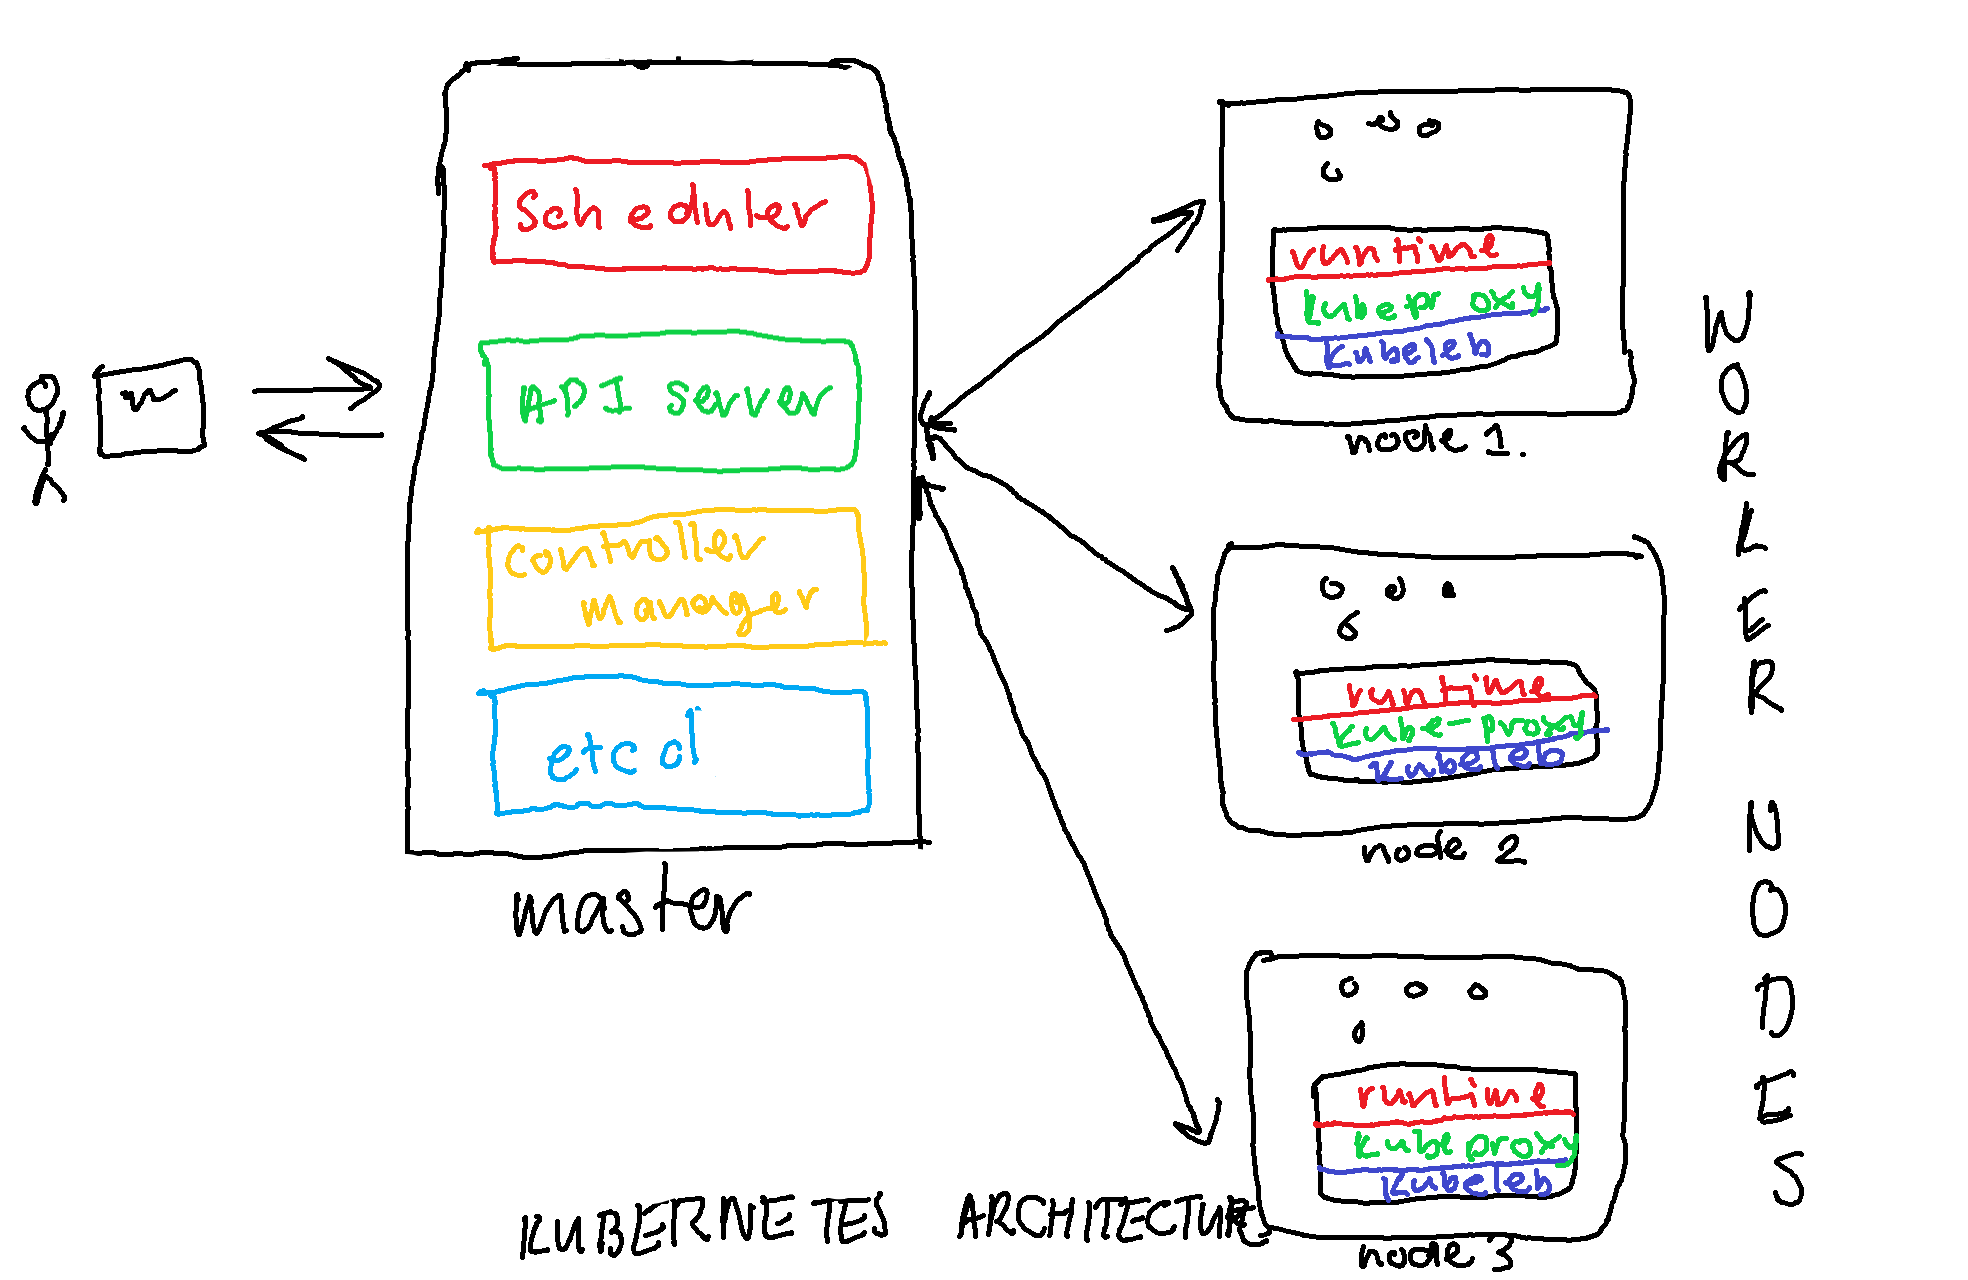 Scheduler
API server
controller
manager
etcd
master
runtime
kubeproxy
kubeleb
node 1.
runtime
kube-proxy
kubeleb
node 2
runtime
kubeproxy
kubeleb
node 3
WORLER NODES
KUBERNETES ARCHITECTURE